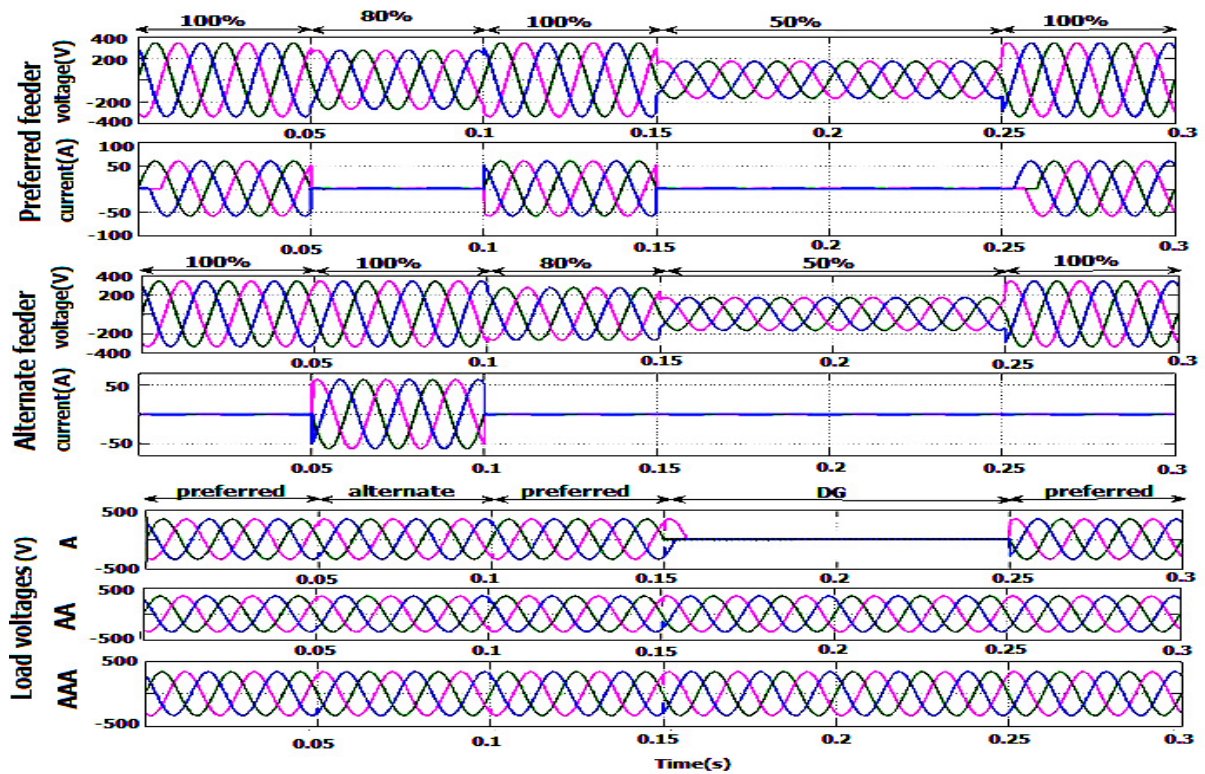 100% 80% 100% 50% 100%
Preferred feeder
voltage(V)
400
200
-200
-400
0.05 0.1 0.15 0.2 0.25 0.3
current(A)
100
50
-50
-100
0.05 0.1 0.15 0.2 0.25 0.3
100% 100% 80% 50% 100%
Alternate feeder
voltage(V)
400
200
-200
-400
0.05 0.1 0.15 0.2 0.25 0.3
current(A)
50
-50
0.05 0.1 0.15 0.2 0.25 0.3
preferred alternate preferred DG preferred
Load voltages (V)
A
500
-500
0.05 0.1 0.15 0.2 0.25 0.3
AA
500
-500
0.05 0.1 0.15 0.2 0.25 0.3
AAA
500
-500
0.05 0.1 0.15 0.2 0.25 0.3
Time(s)